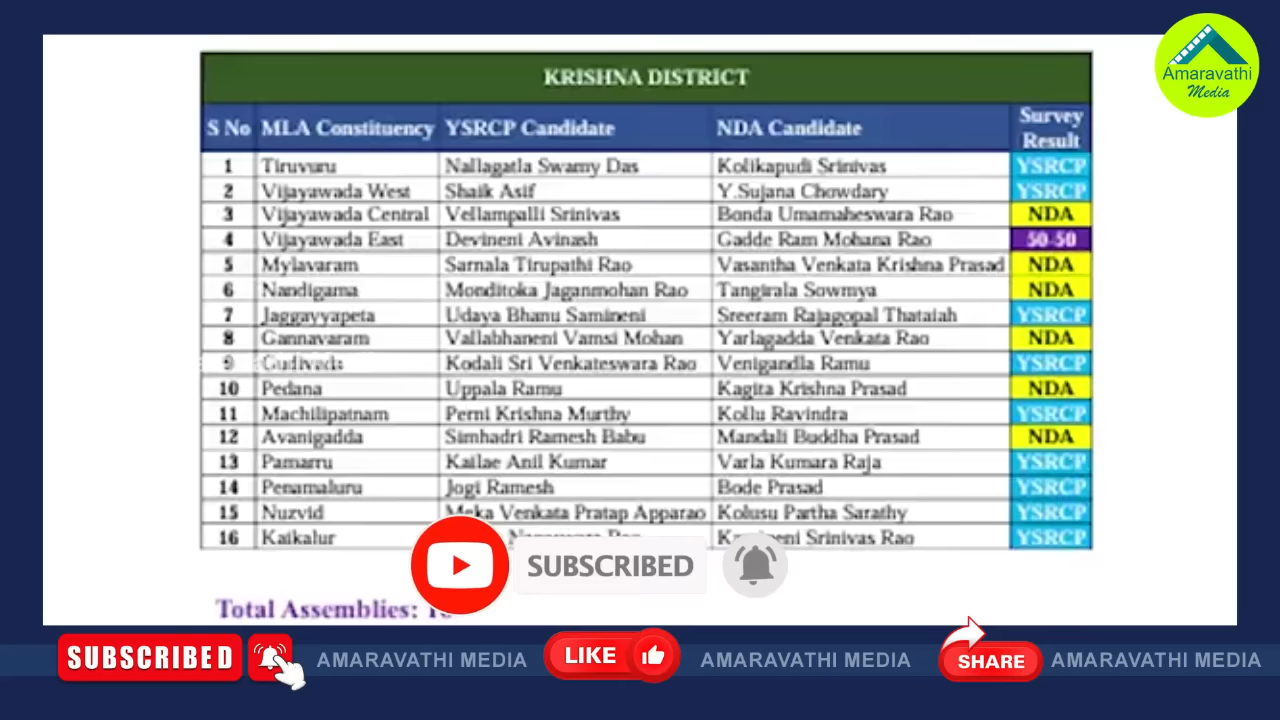 Amaravathi
Media
KRISHNA DISTRICT
S No MLA Constituency YSRCP Candidate NDA Candidate Survey Result
1 Tiruvuru Nallagatla Swamy Das Kolikapudi Srinivas YSRCP
2 Vijayawada West Shaik Asif Y.Sujana Chowdary YSRCP
3 Vijayawada Central Vellampalli Srinivas Bonda Umamaheswara Rao NDA
4 Vijayawada East Devineni Avinash Gadde Ram Mohana Rao 50-50
5 Mylavaram Sarnala Tirupathi Rao Vasantha Venkata Krishna Prasad NDA
6 Nandigama Monditoka Jaganmohan Rao Tangirala Sowmya NDA
7 Jaggayyapeta Udaya Bhanu Samineni Sreeram Rajagopal Thataiah YSRCP
8 Gannavaram Vallabhaneni Vamsi Mohan Yarlagadda Venkata Rao NDA
9 Gudivada Kodali Sri Venkateswara Rao Venigandla Ramu YSRCP
10 Pedana Uppala Ramu Kagita Krishna Prasad NDA
11 Machilipatnam Perni Krishna Murthy Kollu Ravindra YSRCP
12 Avanigadda Simhadri Ramesh Babu Mandali Buddha Prasad NDA
13 Pamarru Kailae Anil Kumar Varla Kumara Raja YSRCP
14 Penamaluru Jogi Ramesh Bode Prasad YSRCP
15 Nuzvid Meka Venkata Pratap Apparao Kolusu Partha Sarathy YSRCP
16 Kaikalur Rao Srinivas Rao YSRCP
SUBSCRIBED
Total Assemblies:
SUBSCRIBED AMARAVATHI MEDIA LIKE AMARAVATHI MEDIA SHARE AMARAVATHI MEDIA